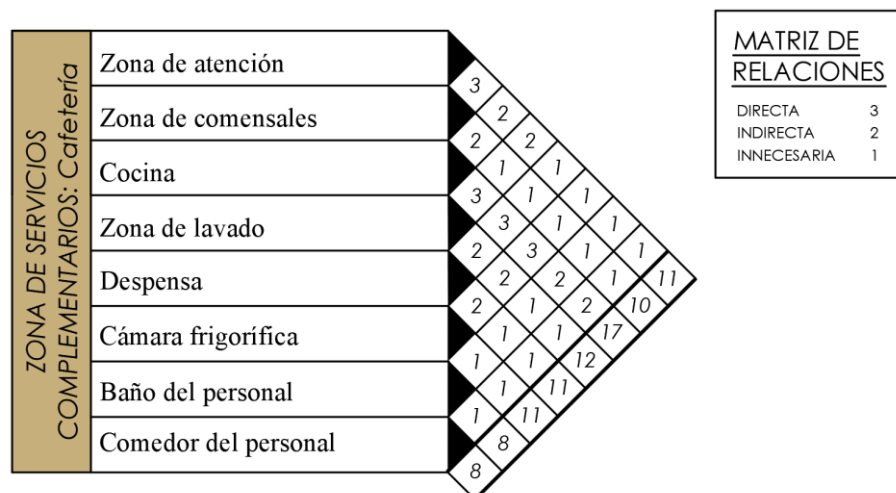 ZONA DE SERVICIOS
COMPLEMENTARIOS: Cafetería
Zona de atención
3
2
Zona de comensales
2 2
1 1
Cocina
3 1 1
3 1 1
Zona de lavado
2 3 1 1
2 2 1 11
Despensa
2 1 2 10
1 1 17
Cámara frigorífica
1 1 12
1 11
Baño del personal
1 11
8
Comedor del personal
8
MATRIZ DE
RELACIONES
DIRECTA 3
INDIRECTA 2
INNECESARIA 1